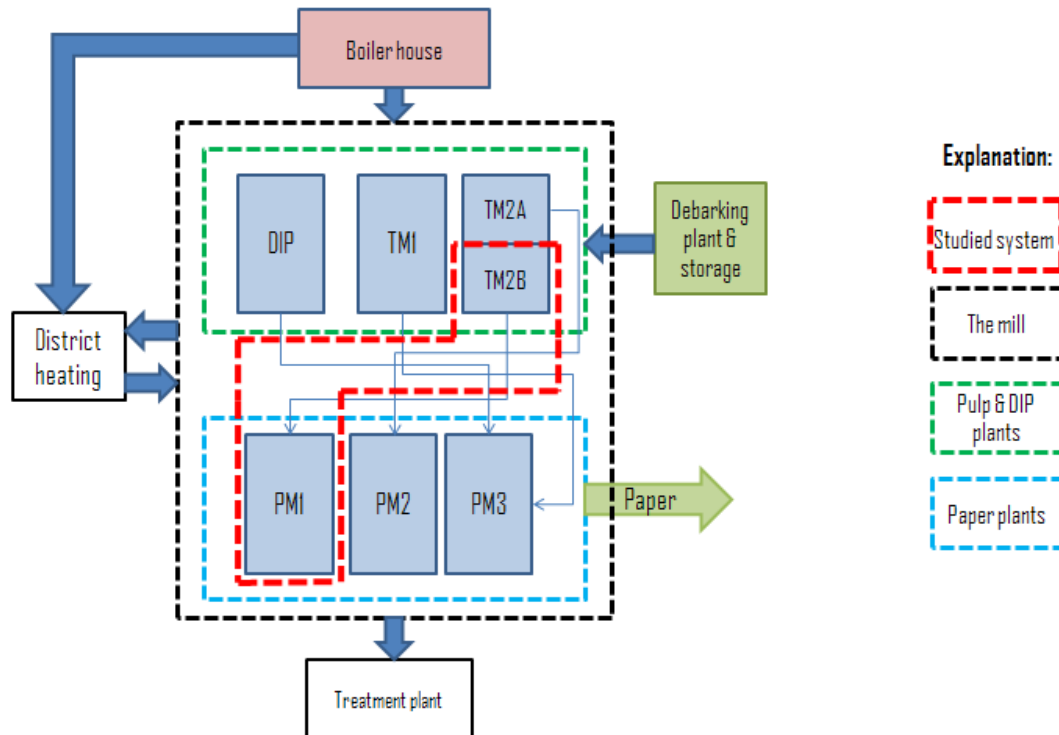 Boiler house
DIP
TM1
TM2A
TM2B
Debarking
plant &
storage
District
heating
PM1
PM2
PM3
Paper
Treatment plant
Explanation:
Studied system
The mill
Pulp & DIP
plants
Paper plants